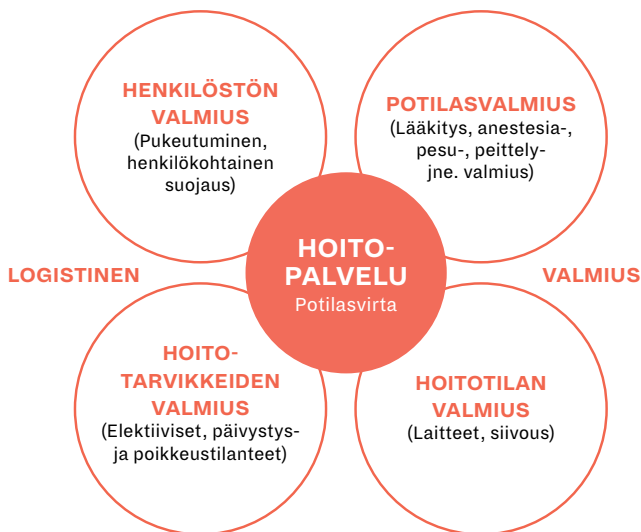 HENKILÖSTÖN
VALMIUS
(Pukeutuminen,
henkilökohtainen
suojaus)
POTILASVALMIUS
(Lääkitys, anestesia-,
pesu-, peittely-
jne. valmius)
HOITO-
PALVELU
Potilasvirta
LOGISTINEN
VALMIUS
HOITO-
TARVIKKEIDEN
VALMIUS
(Elektiiviset, päivystys-
ja poikkeustilanteet)
HOITOTILAN
VALMIUS
(Laitteet, siivous)